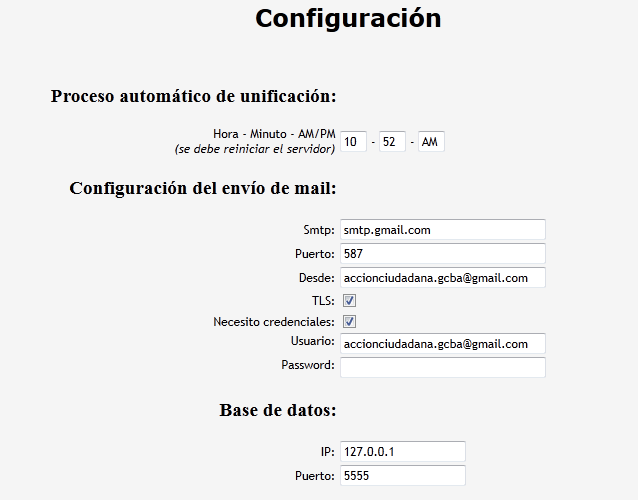 Configuración
Proceso automático de unificación:
Hora - Minuto - AM/PM
(se debe reiniciar el servidor) 10 - 52 - AM
Configuración del envío de mail:
Smtp: smtp.gmail.com
Puerto: 587
Desde: accionciudadana.gcba@gmail.com
TLS:
Necesito credenciales:
Usuario: accionciudadana.gcba@gmail.com
Password:
Base de datos:
IP: 127.0.0.1
Puerto: 5555